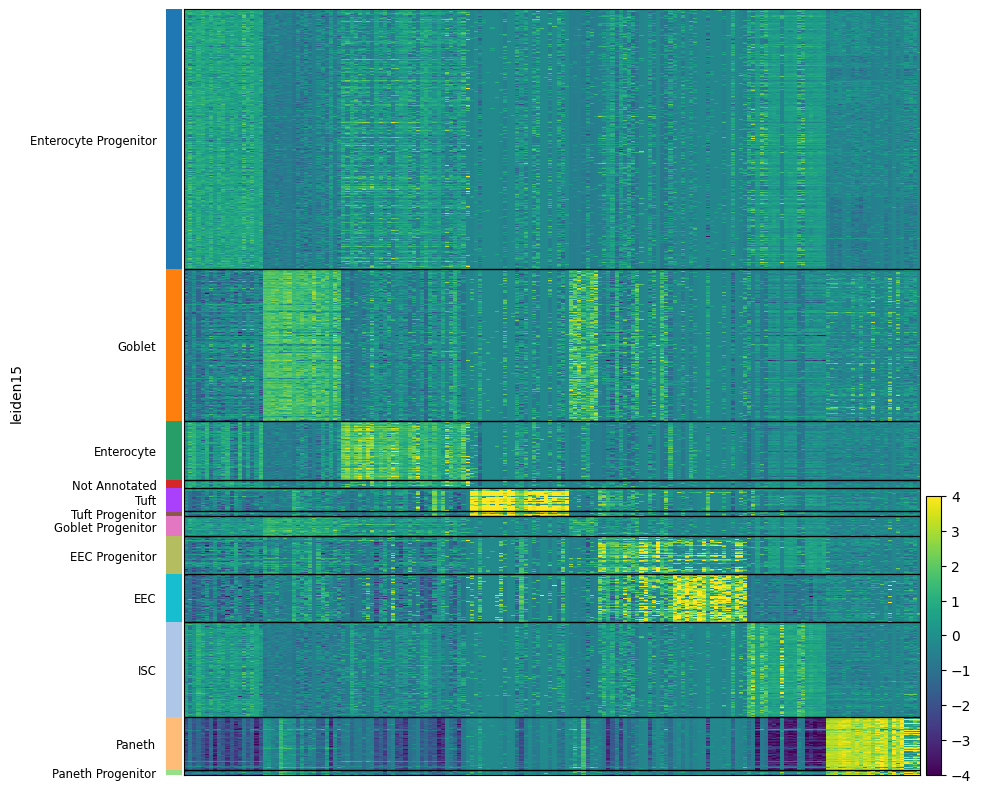 leiden15
Enterocyte Progenitor
Goblet
Enterocyte
Not Annotated
Tuft
Tuft Progenitor
Goblet Progenitor
EEC Progenitor
EEC
ISC
Paneth
Paneth Progenitor
4
3
2
1
0
−1
−2
−3
−4